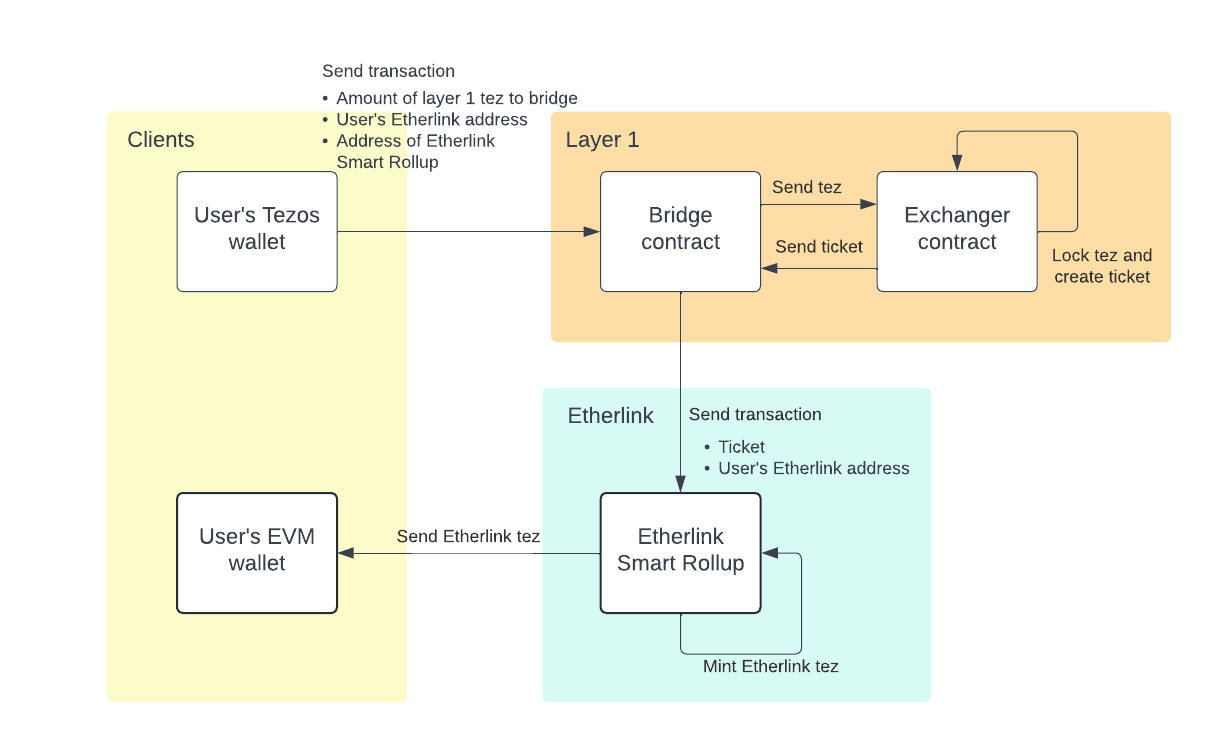 Send transaction
• Amount of layer 1 tez to bridge
• User's Etherlink address
• Address of Etherlink
Smart Rollup
Clients
Layer 1
User's Tezos
wallet
Bridge
contract
Send tez
Send ticket
Exchanger
contract
Lock tez and
create ticket
Etherlink
Send transaction
• Ticket
• User's Etherlink address
User's EVM
wallet
Send Etherlink tez
Etherlink
Smart Rollup
Mint Etherlink tez